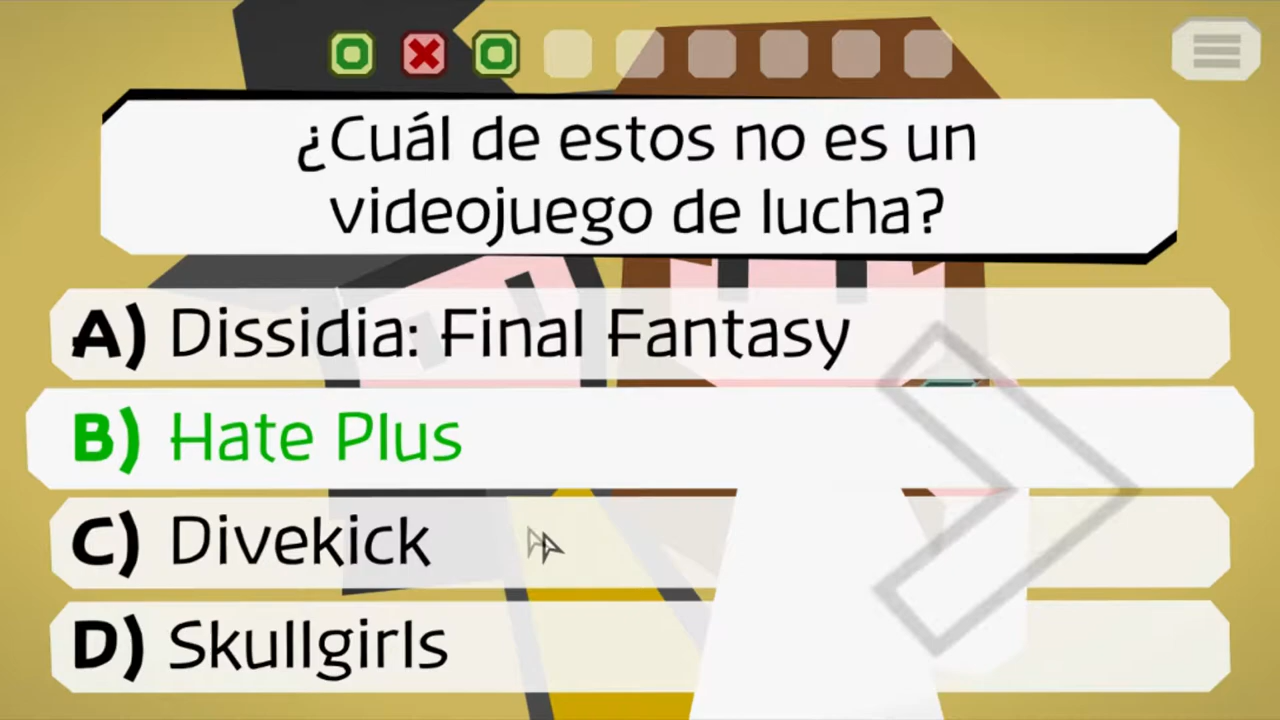 ¿Cuál de estos no es un
videojuego de lucha?
A) Dissidia: Final Fantasy
B) Hate Plus
C) Divekick
D) Skullgirls